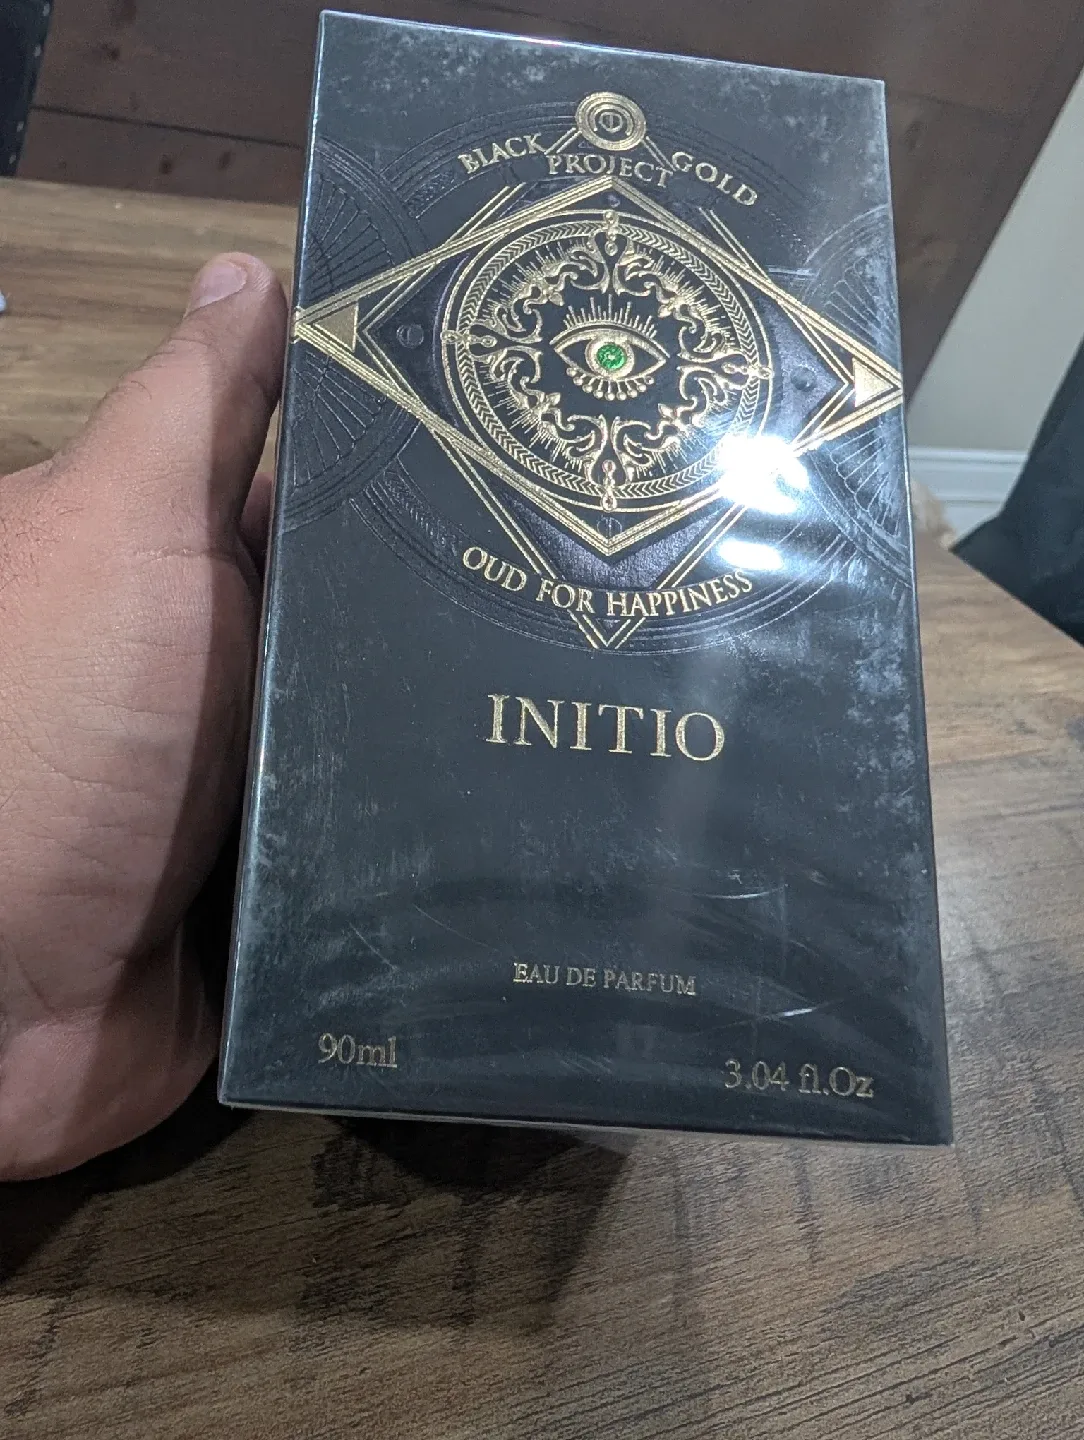 BLACK GOLD
PROJECT
OUD FOR HAPPINESS
INITIO
EAU DE PARFUM
90ml
3.04 fl.Oz